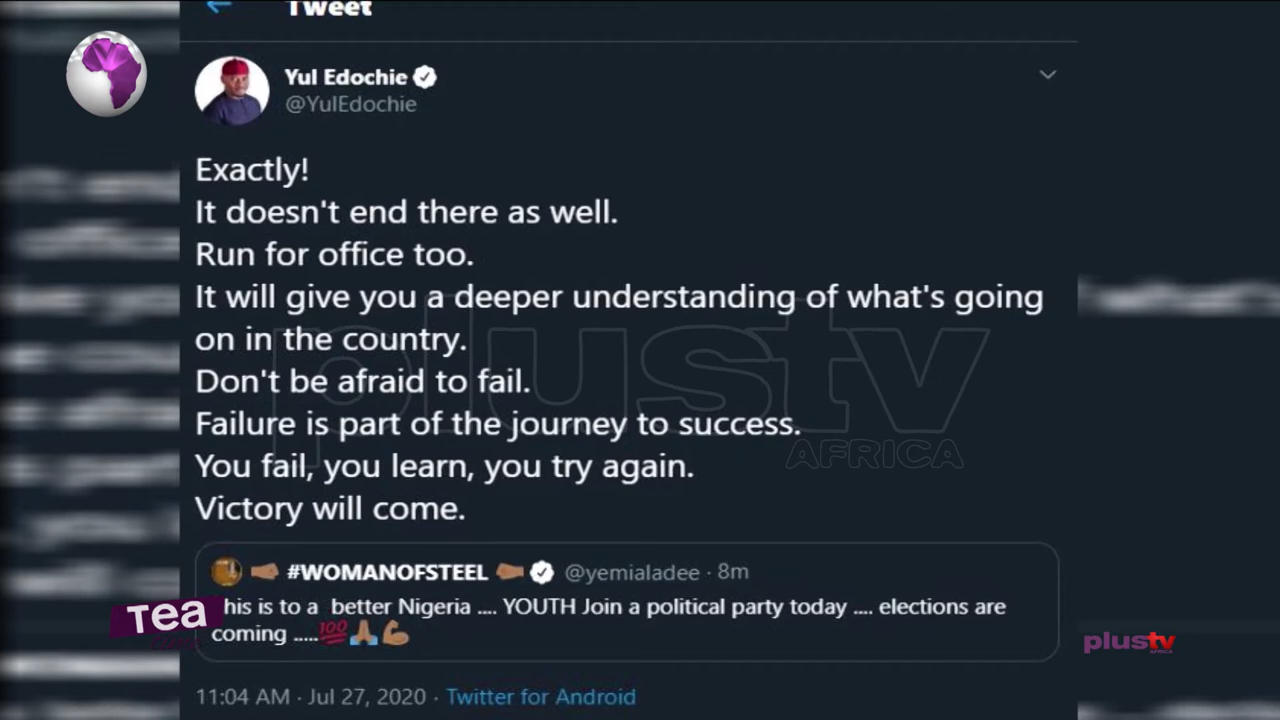 Tweet
Yul Edochie
@YulEdochie
Exactly!
It doesn't end there as well.
Run for office too.
It will give you a deeper understanding of what's going
on in the country.
Don't be afraid to fail.
Failure is part of the journey to success.
You fail, you learn, you try again.
Victory will come.
🤛🏾 #WOMANOFSTEEL 🤜🏾 @yemialadee · 8m
his is to a better Nigeria .... YOUTH Join a political party today .... elections are
coming .....💯🙏🏾💪🏾
11:04 AM · Jul 27, 2020 · Twitter for Android
Tea
plustv
AFRICA
plustv
AFRICA